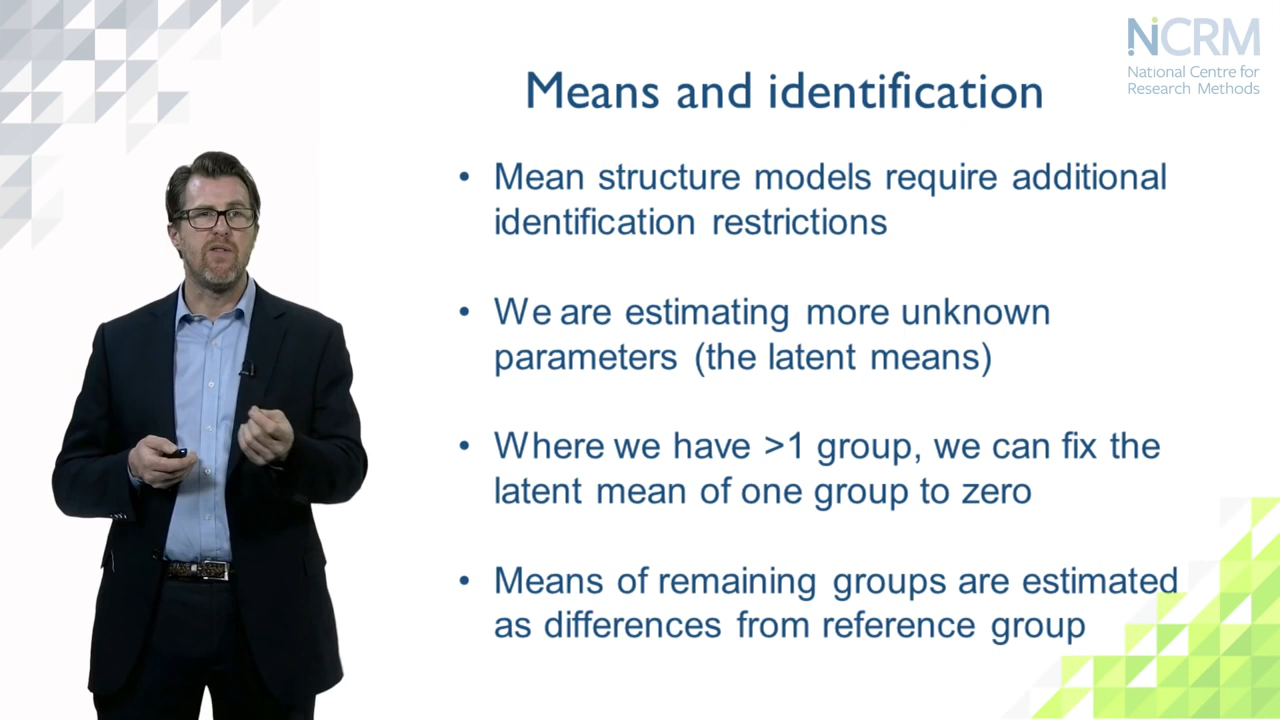 NCRM
National Centre for
Research Methods
Means and identification
• Mean structure models require additional
identification restrictions
• We are estimating more unknown
parameters (the latent means)
• Where we have >1 group, we can fix the
latent mean of one group to zero
• Means of remaining groups are estimated
as differences from reference group